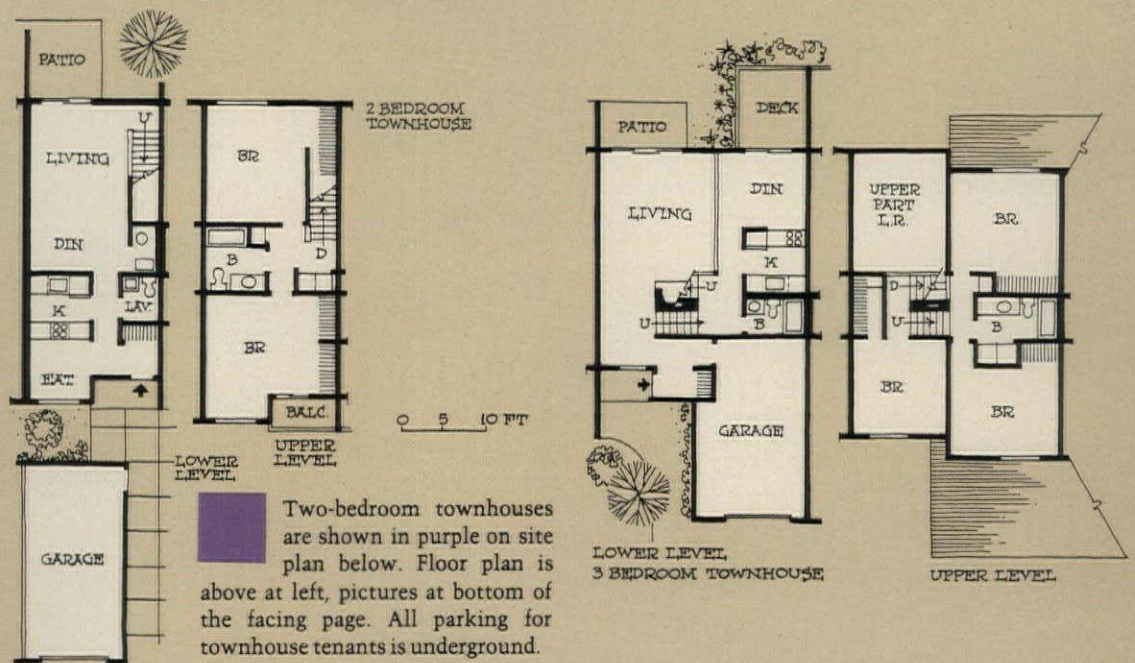 PATIO
U
LIVING
DIN
K
LAV.
EAT
GARAGE
LOWER
LEVEL
2 BEDROOM
TOWNHOUSE
BR
B
D
BR
BALC.
UPPER
LEVEL
0 5 10 FT
Two-bedroom townhouses
are shown in purple on site
plan below. Floor plan is
above at left, pictures at bottom of
the facing page. All parking for
townhouse tenants is underground.
PATIO
DECK
LIVING
DIN
K
U
U
B
GARAGE
LOWER LEVEL
3 BEDROOM TOWNHOUSE
UPPER
PART
L.R.
BR
D
U
B
BR
BR
UPPER LEVEL